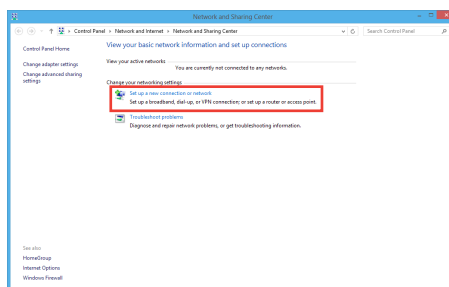 Network and Sharing Center
Control Panel › Network and Internet › Network and Sharing Center
Search Control Panel
Control Panel Home
Change adapter settings
Change advanced sharing
settings
View your basic network information and set up connections
View your active networks
You are currently not connected to any networks.
Change your networking settings
Set up a new connection or network
Set up a broadband, dial-up, or VPN connection; or set up a router or access point.
Troubleshoot problems
Diagnose and repair network problems, or get troubleshooting information.
See also
HomeGroup
Internet Options
Windows Firewall